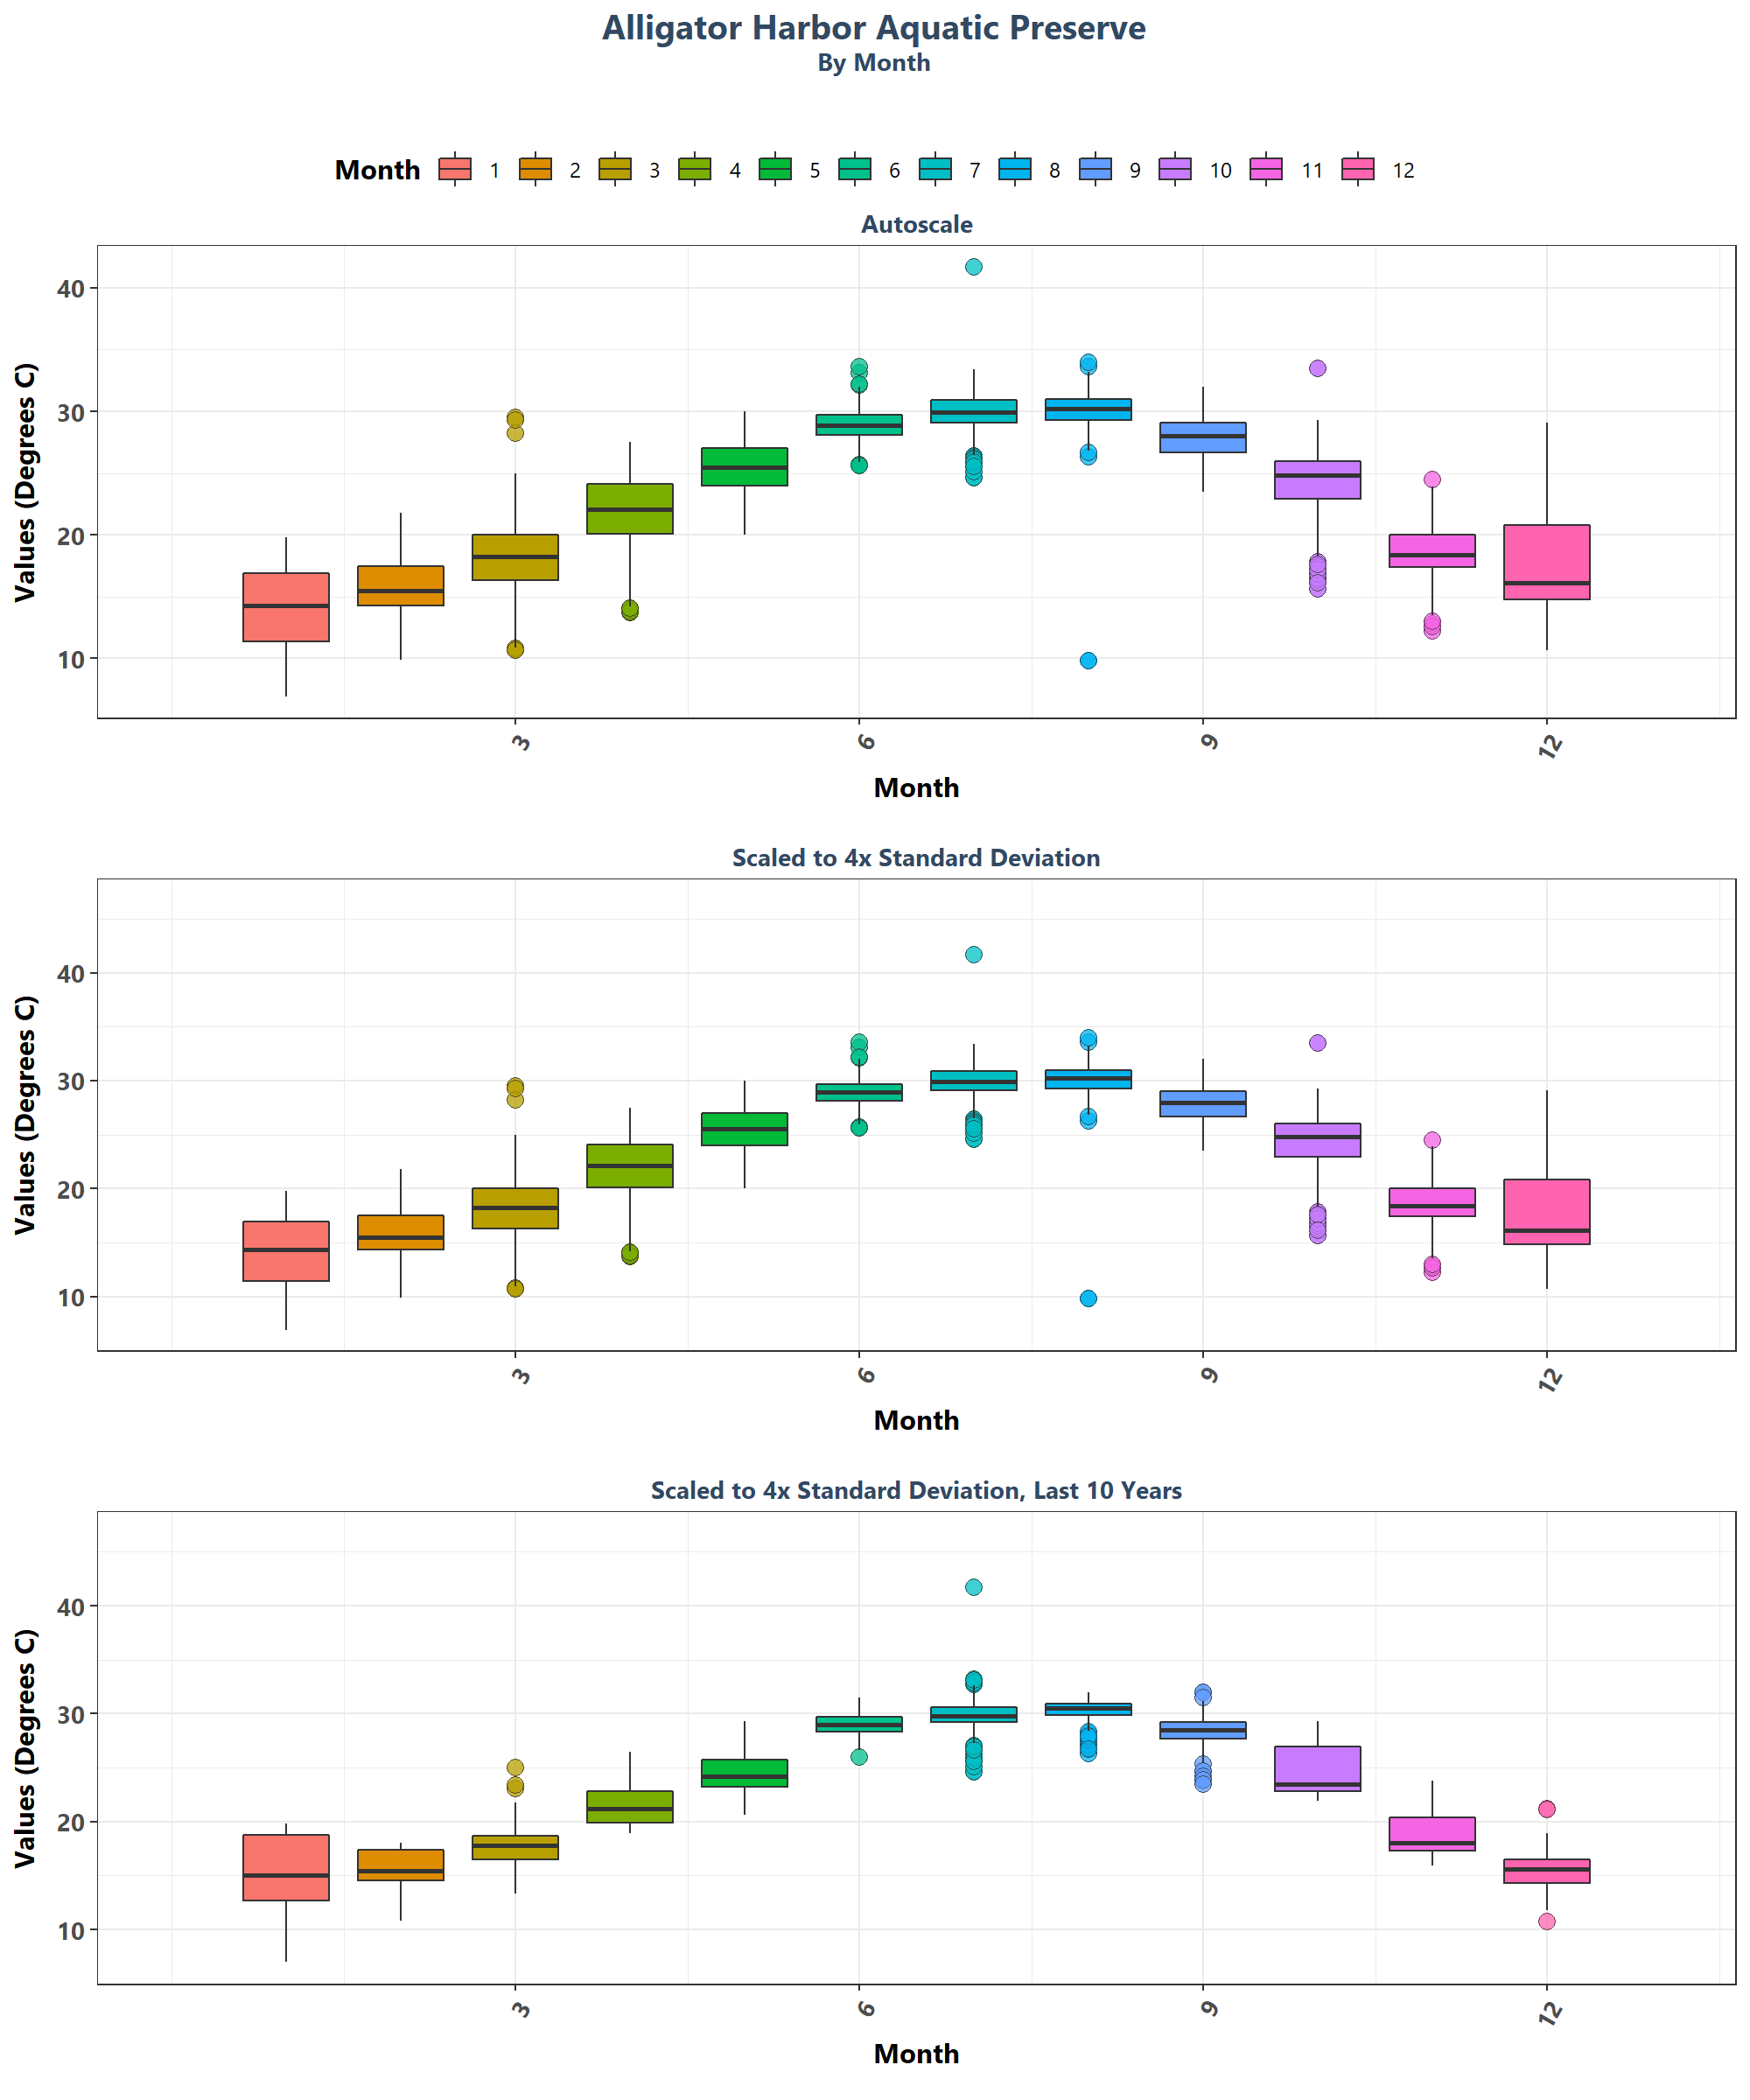 Alligator Harbor Aquatic Preserve
By Month
Month 1 2 3 4 5 6 7 8 9 10 11 12
Autoscale
Values (Degrees C)
40
30
20
10
3 6 9 12
Month
Scaled to 4x Standard Deviation
Values (Degrees C)
40
30
20
10
3 6 9 12
Month
Scaled to 4x Standard Deviation, Last 10 Years
Values (Degrees C)
40
30
20
10
3 6 9 12
Month